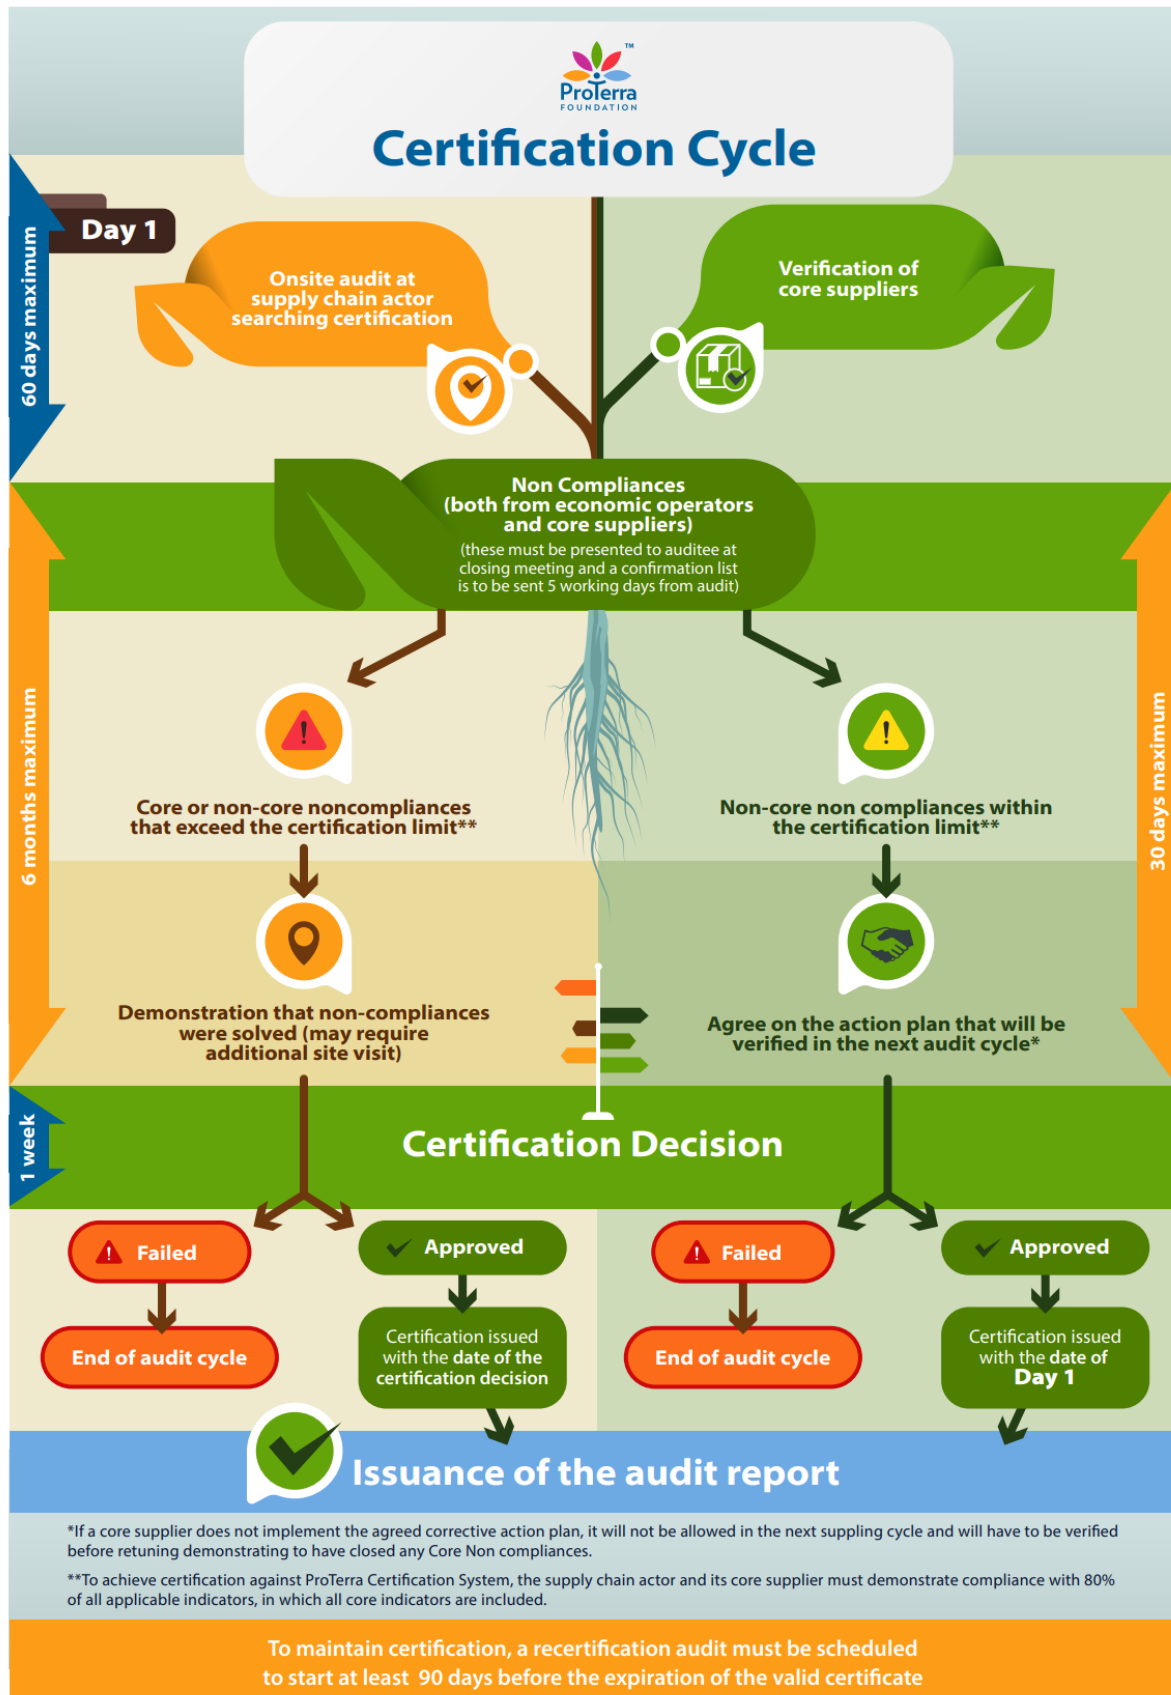 TM
ProTerra
FOUNDATION
Certification Cycle
60 days maximum
Day 1
Onsite audit at
supply chain actor
searching certification
Verification of
core suppliers
Non Compliances
(both from economic operators
and core suppliers)
(these must be presented to auditee at
closing meeting and a confirmation list
is to be sent 5 working days from audit)
6 months maximum
30 days maximum
Core or non-core noncompliances
that exceed the certification limit**
Non-core non compliances within
the certification limit**
Demonstration that non-compliances
were solved (may require
additional site visit)
Agree on the action plan that will be
verified in the next audit cycle*
1 week
Certification Decision
Failed
Approved
Failed
Approved
End of audit cycle
Certification issued
with the date of the
certification decision
End of audit cycle
Certification issued
with the date of
Day 1
Issuance of the audit report
*If a core supplier does not implement the agreed corrective action plan, it will not be allowed in the next suppling cycle and will have to be verified
before retuning demonstrating to have closed any Core Non compliances.
**To achieve certification against ProTerra Certification System, the supply chain actor and its core supplier must demonstrate compliance with 80%
of all applicable indicators, in which all core indicators are included.
To maintain certification, a recertification audit must be scheduled
to start at least 90 days before the expiration of the valid certificate